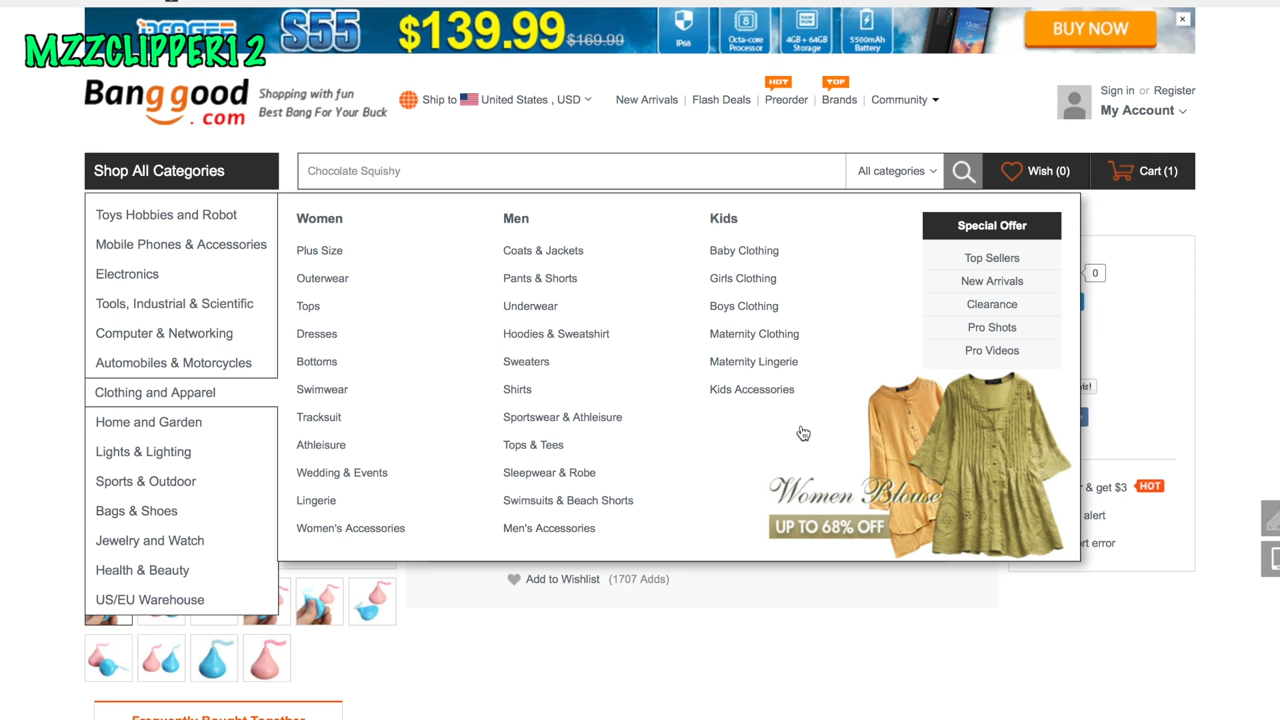 S55
$139.99 $169.99
IP68
Octa-core Processor
4GB + 64GB Storage
5500mAh Battery
BUY NOW
MZZCLIPPER12
Banggood.com
Shopping with fun
Best Bang For Your Buck
Ship to United States , USD
New Arrivals | Flash Deals | Preorder | Brands | Community
HOT
TOP
Sign in or Register
My Account
Shop All Categories
Chocolate Squishy
All categories
Wish (0)
Cart (1)
Toys Hobbies and Robot
Mobile Phones & Accessories
Electronics
Tools, Industrial & Scientific
Computer & Networking
Automobiles & Motorcycles
Clothing and Apparel
Home and Garden
Lights & Lighting
Sports & Outdoor
Bags & Shoes
Jewelry and Watch
Health & Beauty
US/EU Warehouse
Women
Plus Size
Outerwear
Tops
Dresses
Bottoms
Swimwear
Tracksuit
Athleisure
Wedding & Events
Lingerie
Women's Accessories
Men
Coats & Jackets
Pants & Shorts
Underwear
Hoodies & Sweatshirt
Sweaters
Shirts
Sportswear & Athleisure
Tops & Tees
Sleepwear & Robe
Swimsuits & Beach Shorts
Men's Accessories
Kids
Baby Clothing
Girls Clothing
Boys Clothing
Maternity Clothing
Maternity Lingerie
Kids Accessories
Special Offer
Top Sellers
New Arrivals
Clearance
Pro Shots
Pro Videos
Women Blouse
UP TO 68% OFF
0
& get $3 HOT
alert
error
Add to Wishlist (1707 Adds)
Frequently Bought Together